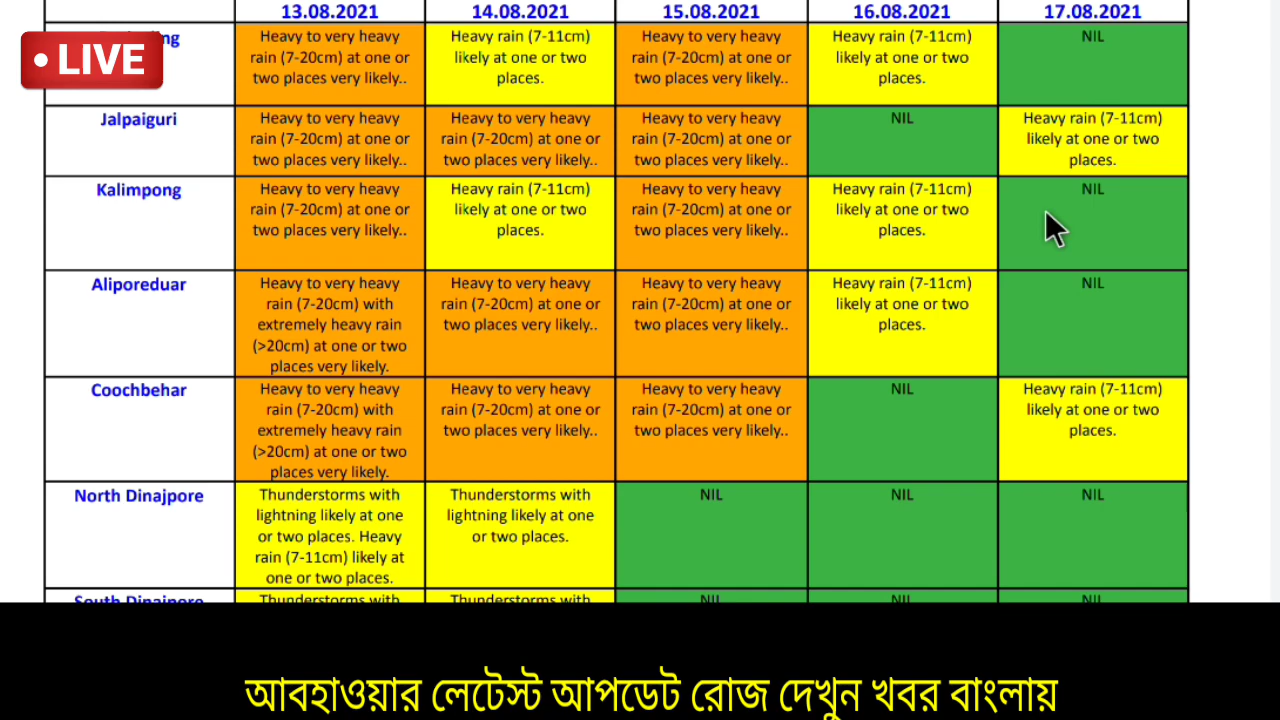 13.08.2021 14.08.2021 15.08.2021 16.08.2021 17.08.2021
LIVE
Heavy to very heavy Heavy rain (7-11cm) Heavy to very heavy Heavy rain (7-11cm) NIL
rain (7-20cm) at one or likely at one or two rain (7-20cm) at one or likely at one or two
two places very likely.. places. two places very likely.. places.
Jalpaiguri Heavy to very heavy Heavy to very heavy Heavy to very heavy NIL Heavy rain (7-11cm)
rain (7-20cm) at one or rain (7-20cm) at one or rain (7-20cm) at one or likely at one or two
two places very likely.. two places very likely.. two places very likely.. places.
Kalimpong Heavy to very heavy Heavy rain (7-11cm) Heavy to very heavy Heavy rain (7-11cm) NIL
rain (7-20cm) at one or likely at one or two rain (7-20cm) at one or likely at one or two
two places very likely.. places. two places very likely.. places.
Aliporeduar Heavy to very heavy Heavy to very heavy Heavy to very heavy Heavy rain (7-11cm) NIL
rain (7-20cm) with rain (7-20cm) at one or rain (7-20cm) at one or likely at one or two
extremely heavy rain two places very likely.. two places very likely.. places.
(>20cm) at one or two
places very likely.
Coochbehar Heavy to very heavy Heavy to very heavy Heavy to very heavy NIL Heavy rain (7-11cm)
rain (7-20cm) with rain (7-20cm) at one or rain (7-20cm) at one or likely at one or two
extremely heavy rain two places very likely.. two places very likely.. places.
(>20cm) at one or two
places very likely.
North Dinajpore Thunderstorms with Thunderstorms with NIL NIL NIL
lightning likely at one lightning likely at one
or two places. Heavy or two places.
rain (7-11cm) likely at
one or two places.
South Dinajpore Thunderstorms with Thunderstorms with NIL NIL NIL
আবহাওয়ার লেটেস্ট আপডেট রোজ দেখুন খবর বাংলায়